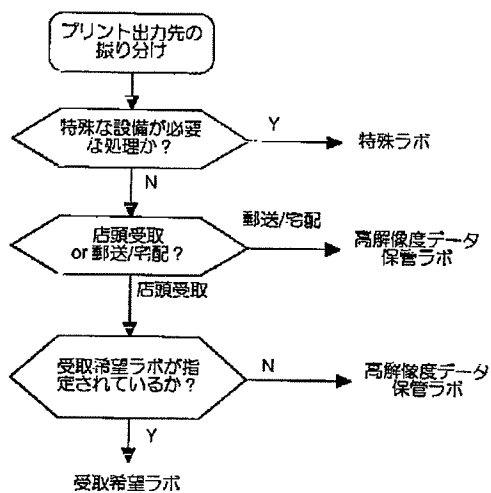 プリント出力先の
振り分け
特殊な設備が必要
な処理か？
Y
特殊ラボ
N
店頭受取
or 郵送/宅配？
郵送/宅配
高解像度データ
保管ラボ
店頭受取
受取希望ラボが指
定されているか？
N
高解像度データ
保管ラボ
Y
受取希望ラボ